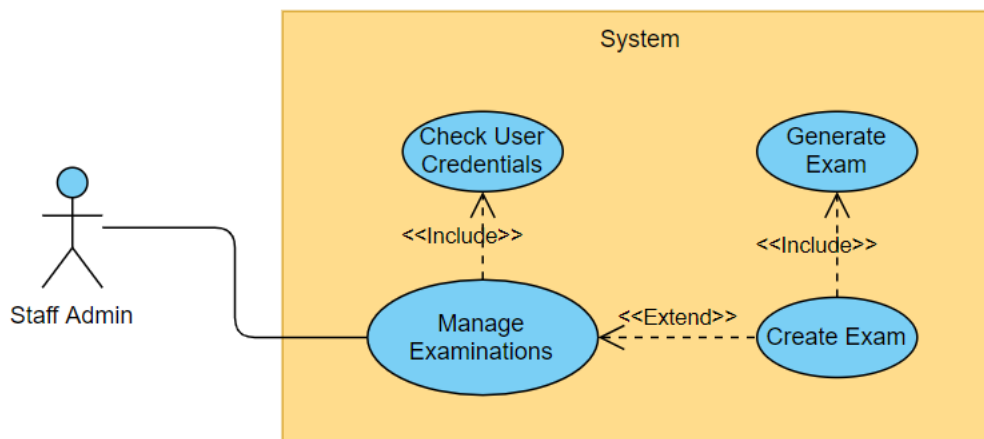 System
Check User
Credentials
Generate
Exam
<<Include>>
<<Include>>
Staff Admin
Manage
Examinations
<<Extend>>
Create Exam